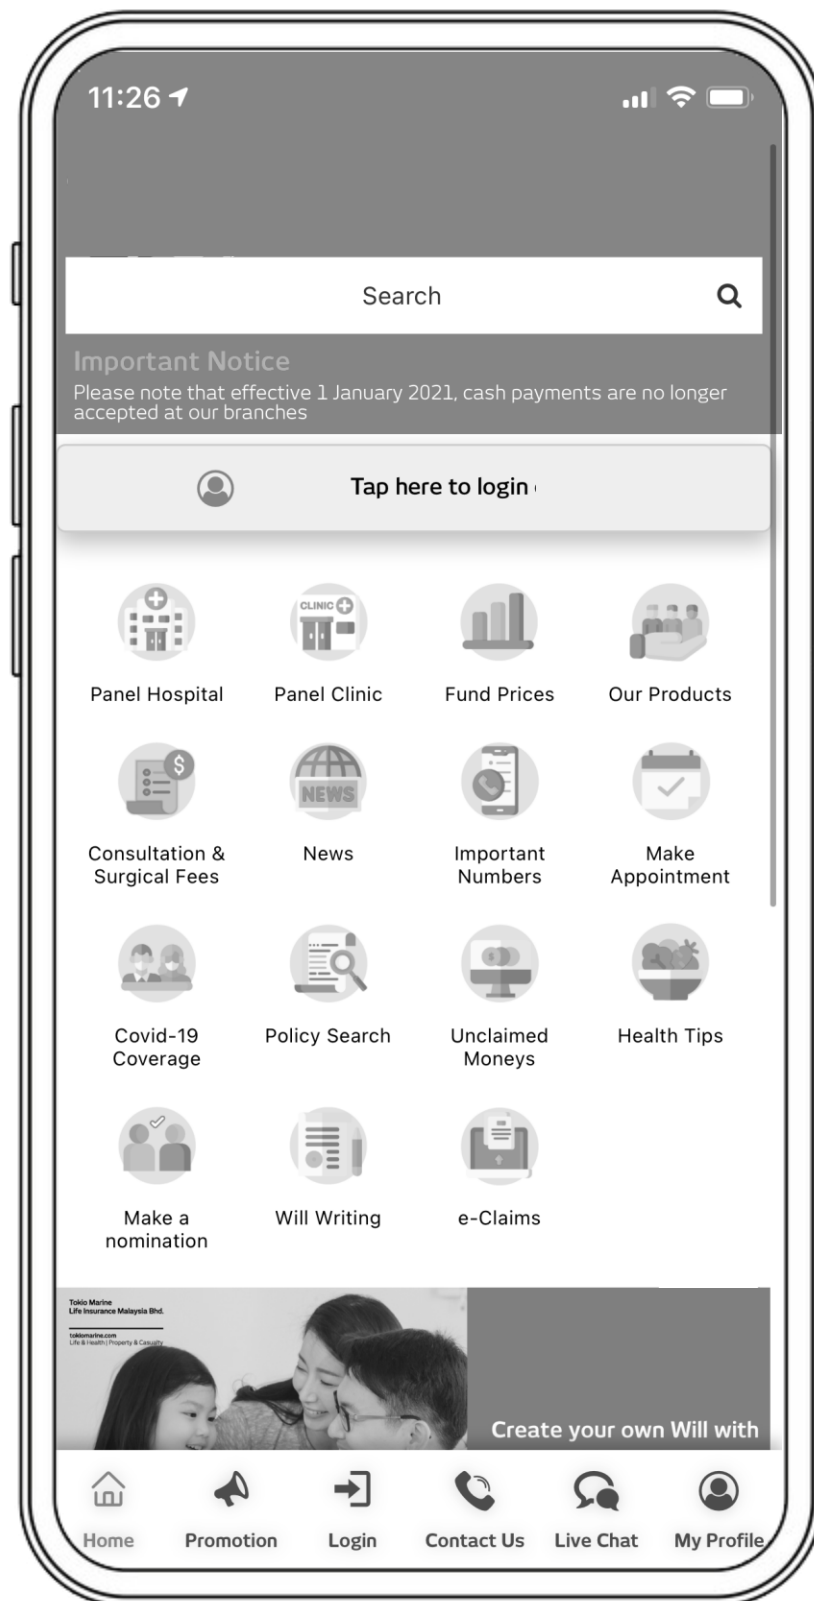 11:26
Search
Important Notice
Please note that effective 1 January 2021, cash payments are no longer
accepted at our branches
Tap here to login
CLINIC
Panel Hospital
Panel Clinic
Fund Prices
Our Products
$
NEWS
Consultation &
Surgical Fees
News
Important
Numbers
Make
Appointment
$
Covid-19
Coverage
Policy Search
Unclaimed
Moneys
Health Tips
Make a
nomination
Will Writing
e-Claims
Tokio Marine
Life Insurance Malaysia Bhd.
tokiomarine.com
Life & Health | Property & Casualty
Create your own Will with
Home
Promotion
Login
Contact Us
Live Chat
My Profile